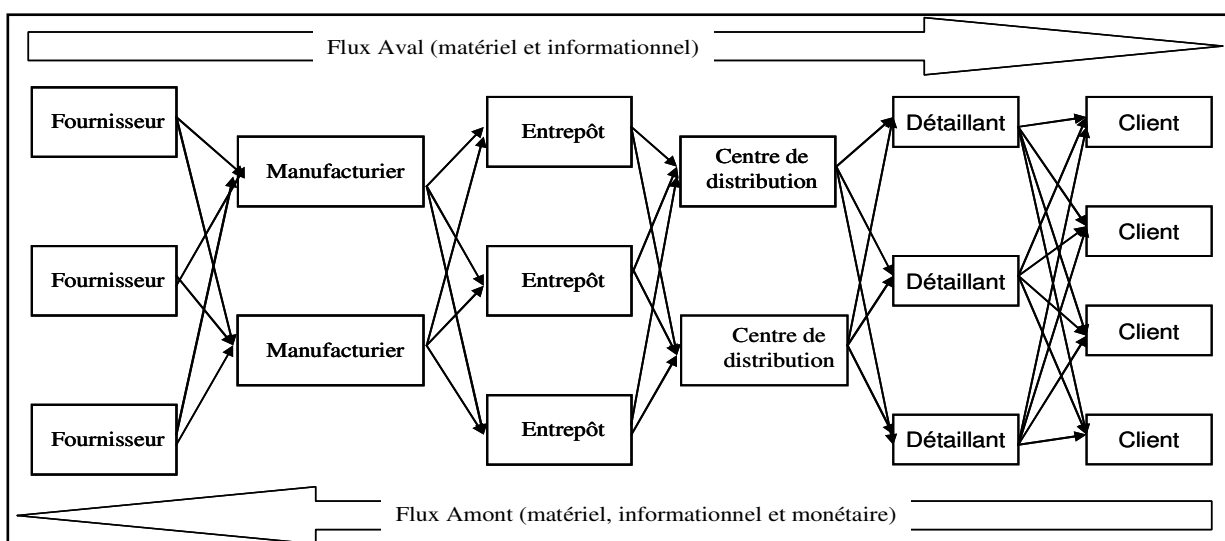 Flux Aval (matériel et informationnel)
Fournisseur
Fournisseur
Fournisseur
Manufacturier
Manufacturier
Entrepôt
Entrepôt
Entrepôt
Centre de
distribution
Centre de
distribution
Détaillant
Détaillant
Détaillant
Client
Client
Client
Client
Flux Amont (matériel, informationnel et monétaire)